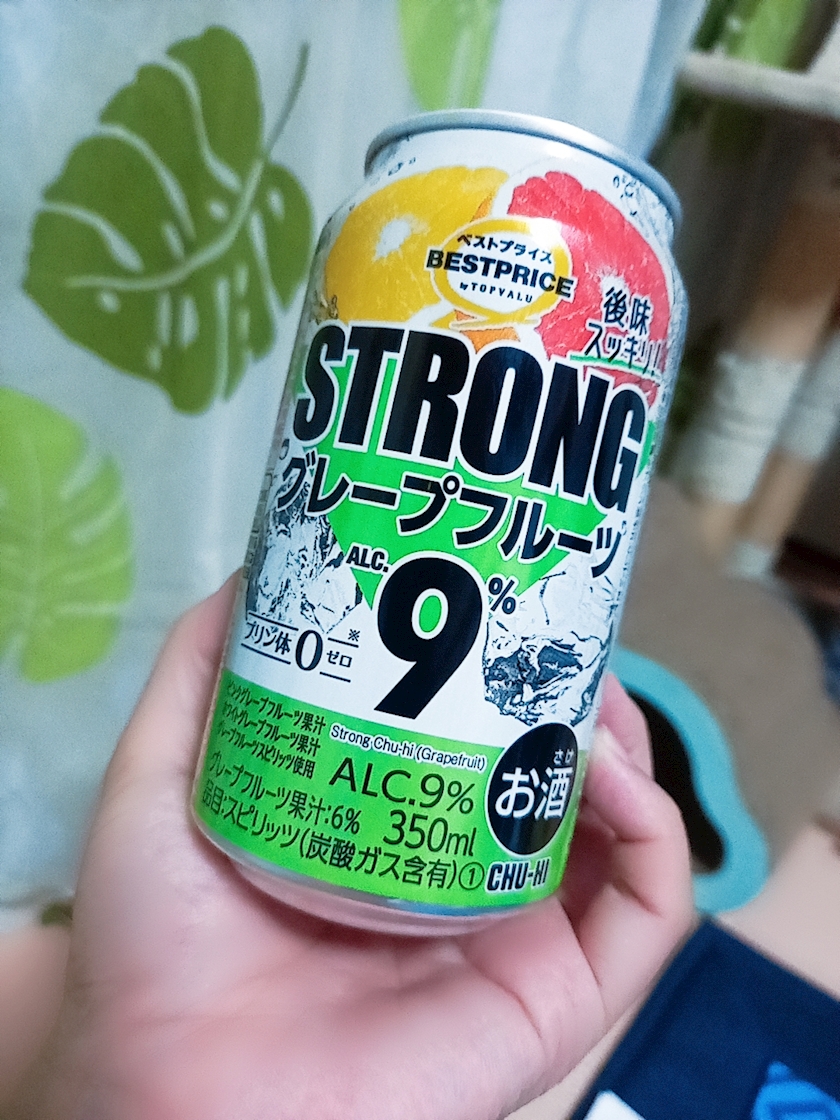 ベストプライス
BESTPRICE
by TOPVALU
後味
スッキリ!
STRONG
グレープフルーツ
ALC.
9%
プリン体0ゼロ※
ピンクグレープフルーツ果汁
ホワイトグレープフルーツ果汁
グレープフルーツスピリッツ使用
Strong Chu-hi (Grapefruit)
ALC.9%
グレープフルーツ果汁:6% 350ml
品目:スピリッツ(炭酸ガス含有)①
さけ
お酒
CHU-HI